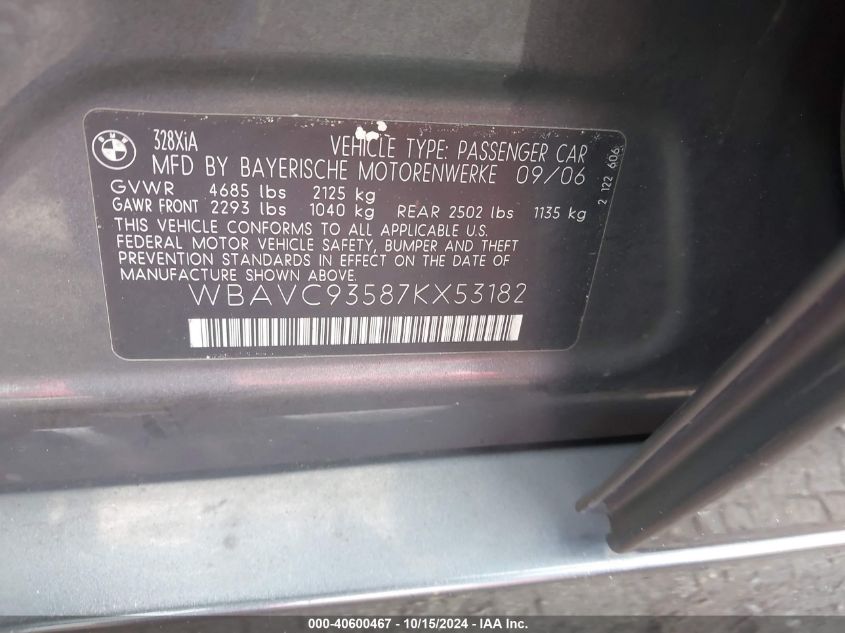 BMW
328XiA
VEHICLE TYPE: PASSENGER CAR
MFD BY BAYERISCHE MOTORENWERKE 09/06
GVWR 4685 lbs 2125 kg
GAWR FRONT 2293 lbs 1040 kg REAR 2502 lbs 1135 kg
THIS VEHICLE CONFORMS TO ALL APPLICABLE U.S.
FEDERAL MOTOR VEHICLE SAFETY, BUMPER AND THEFT
PREVENTION STANDARDS IN EFFECT ON THE DATE OF
MANUFACTURE SHOWN ABOVE.
WBAVC93587KX53182
2 122 606
000-40600467 - 10/15/2024 - IAA Inc.